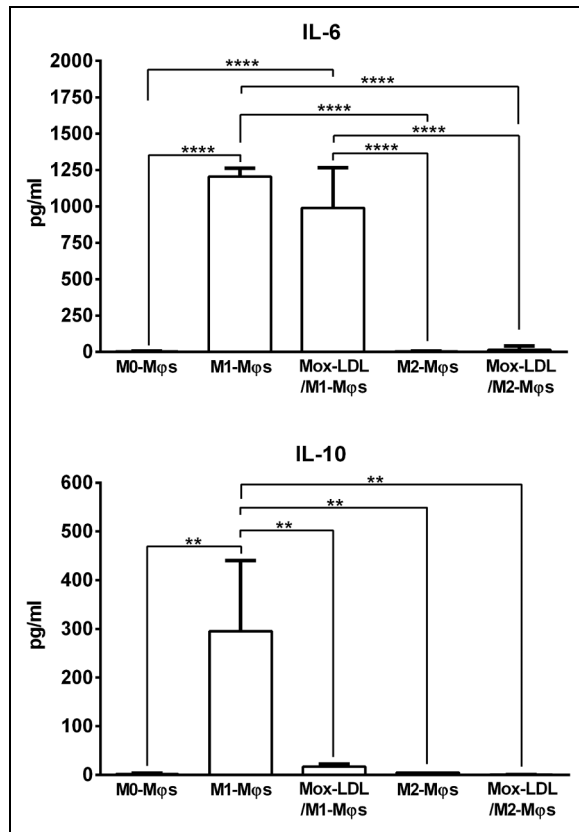 IL-6
2000
1750
1500
1250
1000
750
500
250
0
pg/ml
****
****
****
****
****
****
M0-Mφs
M1-Mφs
Mox-LDL
/M1-Mφs
M2-Mφs
Mox-LDL
/M2-Mφs
IL-10
600
500
400
300
200
100
0
pg/ml
**
**
**
**
M0-Mφs
M1-Mφs
Mox-LDL
/M1-Mφs
M2-Mφs
Mox-LDL
/M2-Mφs